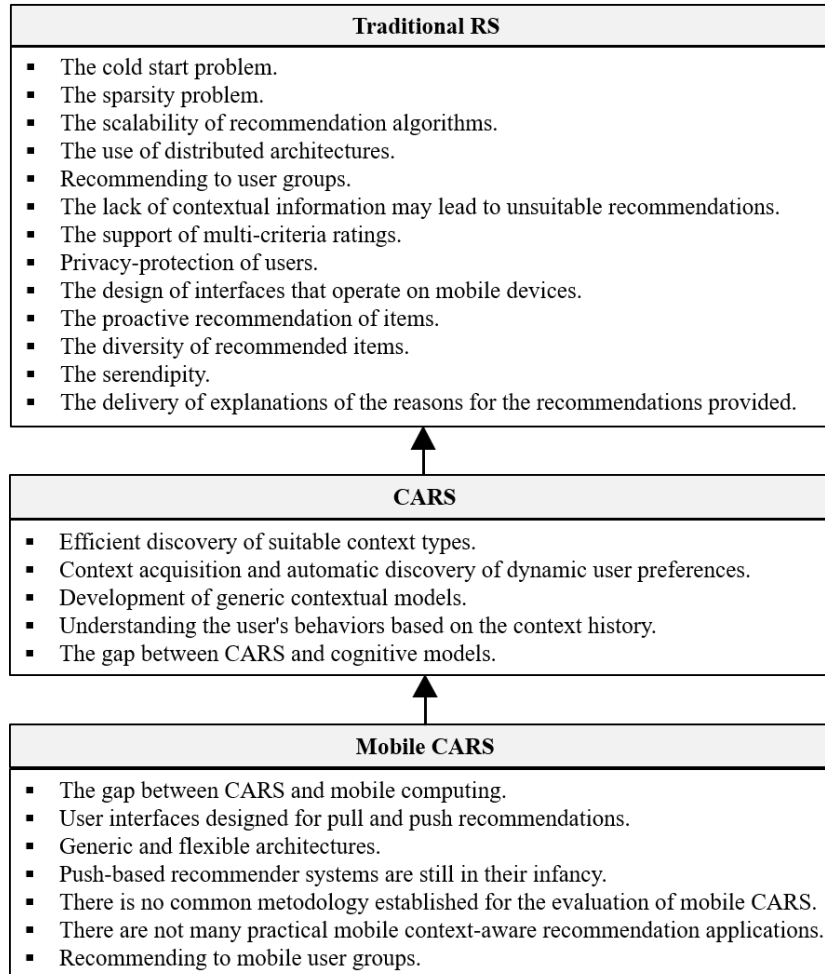 Traditional RS
▪ The cold start problem.
▪ The sparsity problem.
▪ The scalability of recommendation algorithms.
▪ The use of distributed architectures.
▪ Recommending to user groups.
▪ The lack of contextual information may lead to unsuitable recommendations.
▪ The support of multi-criteria ratings.
▪ Privacy-protection of users.
▪ The design of interfaces that operate on mobile devices.
▪ The proactive recommendation of items.
▪ The diversity of recommended items.
▪ The serendipity.
▪ The delivery of explanations of the reasons for the recommendations provided.
CARS
▪ Efficient discovery of suitable context types.
▪ Context acquisition and automatic discovery of dynamic user preferences.
▪ Development of generic contextual models.
▪ Understanding the user's behaviors based on the context history.
▪ The gap between CARS and cognitive models.
Mobile CARS
▪ The gap between CARS and mobile computing.
▪ User interfaces designed for pull and push recommendations.
▪ Generic and flexible architectures.
▪ Push-based recommender systems are still in their infancy.
▪ There is no common metodology established for the evaluation of mobile CARS.
▪ There are not many practical mobile context-aware recommendation applications.
▪ Recommending to mobile user groups.